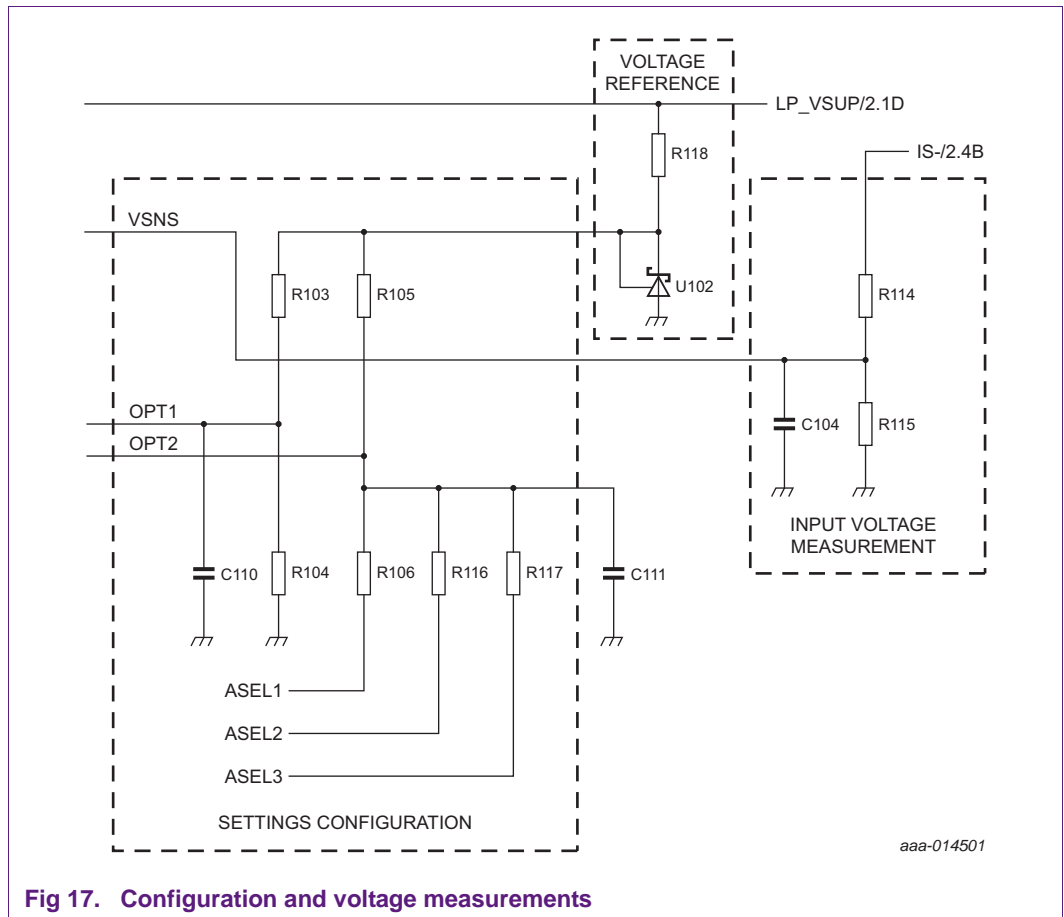 VOLTAGE
REFERENCE
LP_VSUP/2.1D
R118
IS-/2.4B
VSNS
R103
R105
U102
R114
OPT1
OPT2
C104
R115
INPUT VOLTAGE
MEASUREMENT
C110
R104
R106
R116
R117
C111
ASEL1
ASEL2
ASEL3
SETTINGS CONFIGURATION
aaa-014501
Fig 17. Configuration and voltage measurements